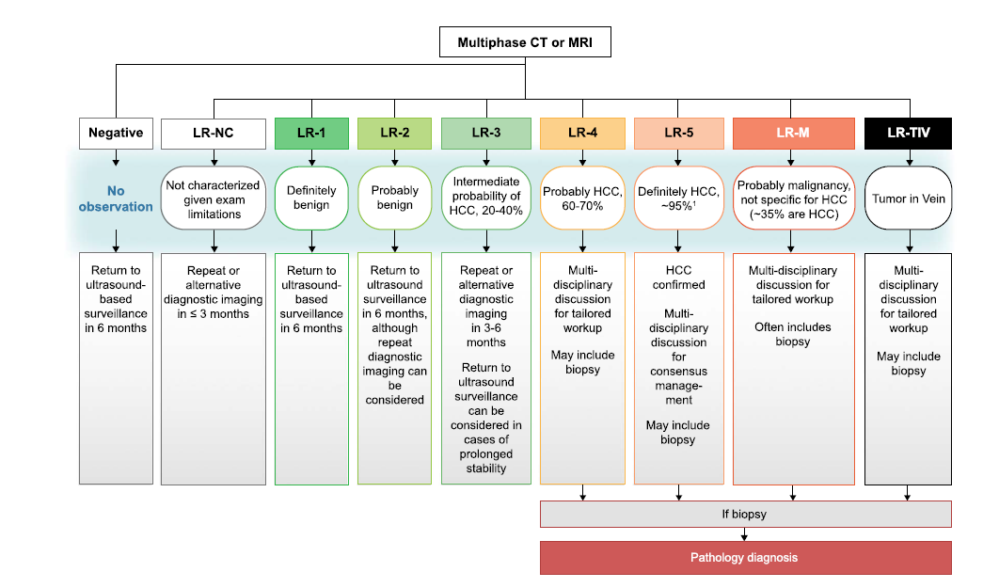 Multiphase CT or MRI
Negative
LR-NC
LR-1
LR-2
LR-3
LR-4
LR-5
LR-M
LR-TIV
No
observation
Not characterized
given exam
limitations
Definitely
benign
Probably
benign
Intermediate
probability of
HCC, 20-40%
Probably HCC,
60-70%
Definitely HCC,
~95%¹
Probably malignancy,
not specific for HCC
(~35% are HCC)
Tumor in Vein
Return to
ultrasound-
based
surveillance
in 6 months
Repeat or
alternative
diagnostic imaging
in ≤ 3 months
Return to
ultrasound-
based
surveillance
in 6 months
Return to
ultrasound
surveillance
in 6 months,
although
repeat
diagnostic
imaging can
be
considered
Repeat or
alternative
diagnostic
imaging
in 3-6
months
Return to
ultrasound
surveillance
can be
considered in
cases of
prolonged
stability
Multi-
disciplinary
discussion
for tailored
workup
May include
biopsy
HCC
confirmed
Multi-
disciplinary
discussion
for
consensus
manage-
ment
May include
biopsy
Multi-disciplinary
discussion for
tailored workup
Often includes
biopsy
Multi-
disciplinary
discussion
for tailored
workup
May include
biopsy
If biopsy
Pathology diagnosis